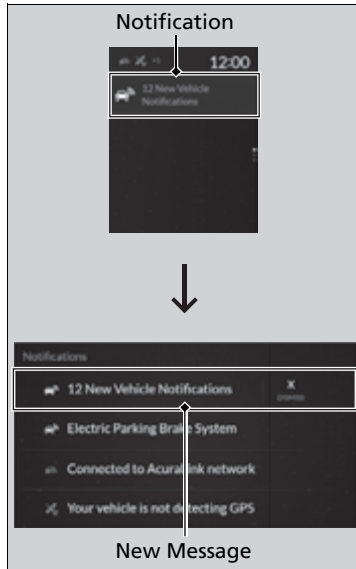 Notification
12:00
12 New Vehicle
Notifications
Notifications
12 New Vehicle Notifications
X
DISMISS
Electric Parking Brake System
Connected to AcuraLink network
Your vehicle is not detecting GPS
New Message